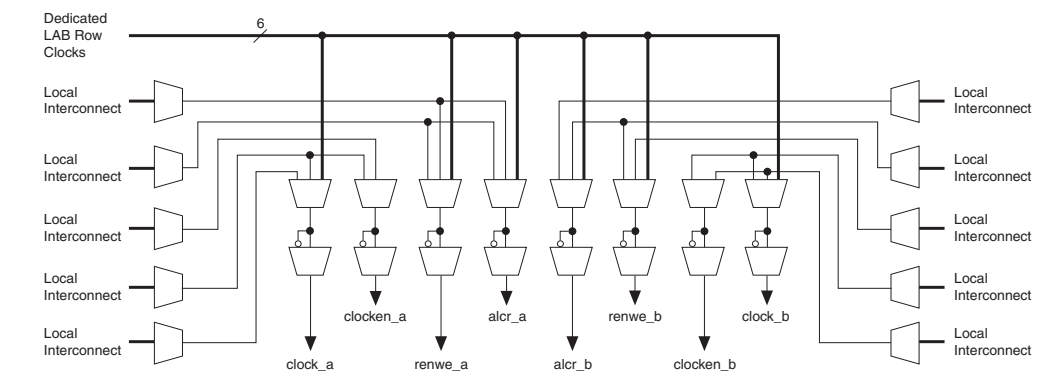 Dedicated
LAB Row
Clocks
6
Local
Interconnect
Local
Interconnect
Local
Interconnect
Local
Interconnect
Local
Interconnect
Local
Interconnect
Local
Interconnect
Local
Interconnect
Local
Interconnect
Local
Interconnect
clocken_a
alcr_a
renwe_b
clock_b
clock_a
renwe_a
alcr_b
clocken_b